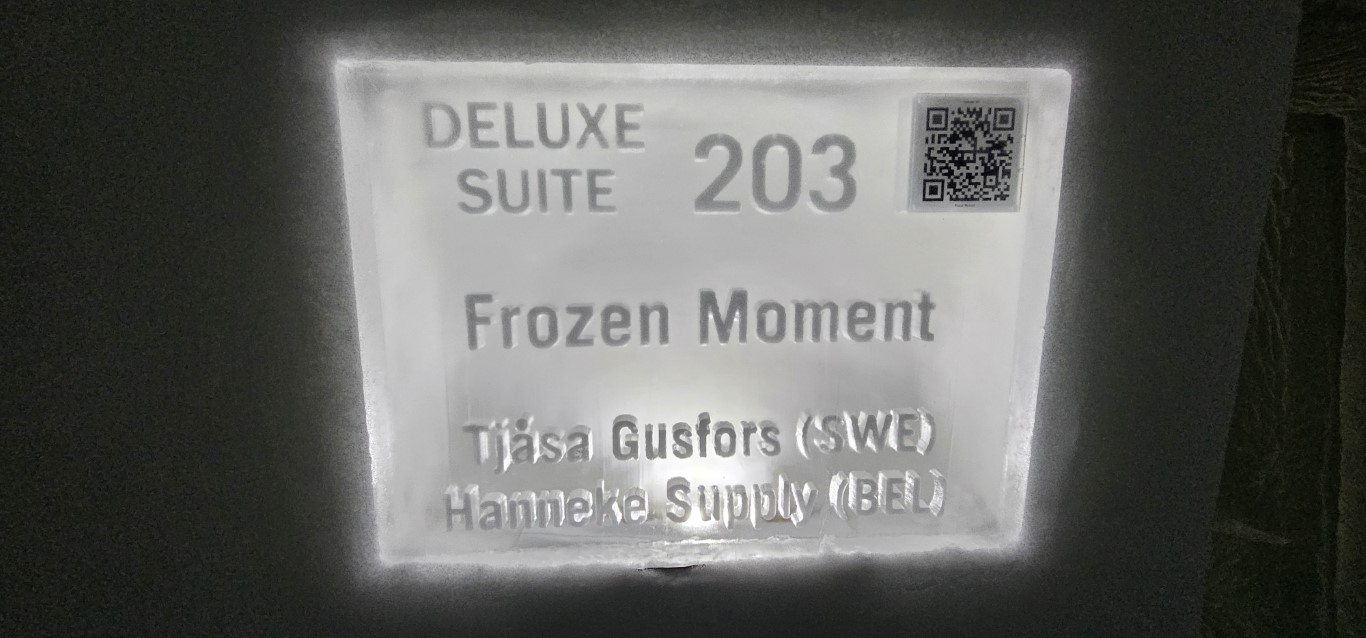 DELUXE
SUITE
203
Frozen Moment
Tjåsa Gusfors (SWE)
Hanneke Supply (BEL)